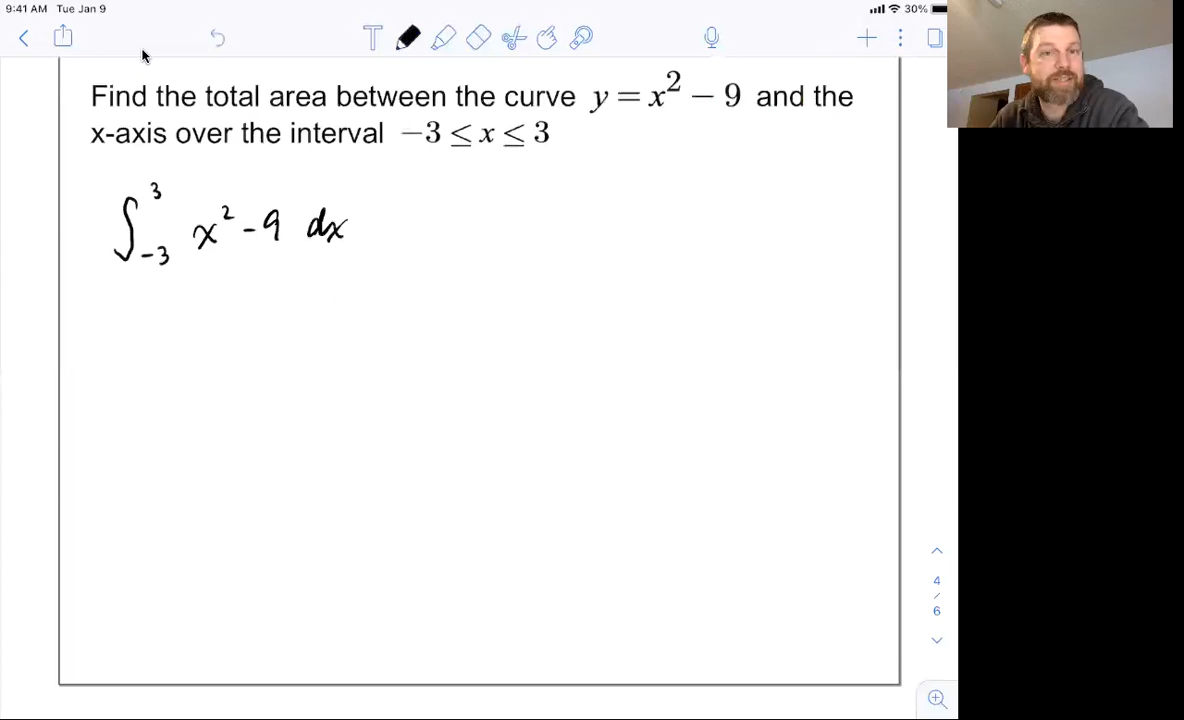 9:41 AM Tue Jan 9
30%
T
Find the total area between the curve y = x² − 9 and the
x-axis over the interval −3 ≤ x ≤ 3
∫₋₃³ x² - 9 dx
4
/
6